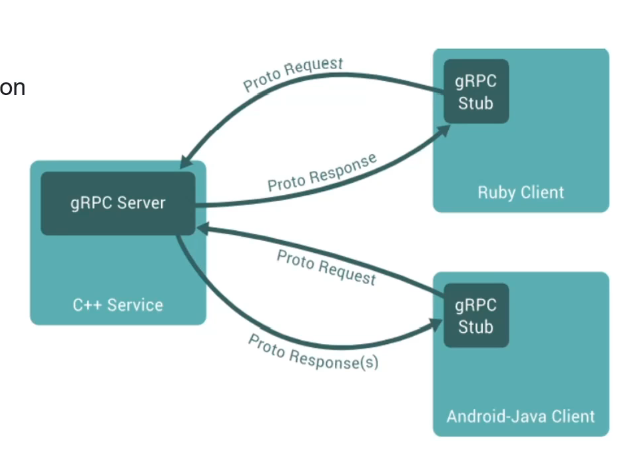 on
Proto Request
gRPC
Stub
Ruby Client
Proto Response
gRPC Server
C++ Service
Proto Request
gRPC
Stub
Proto Response(s)
Android-Java Client